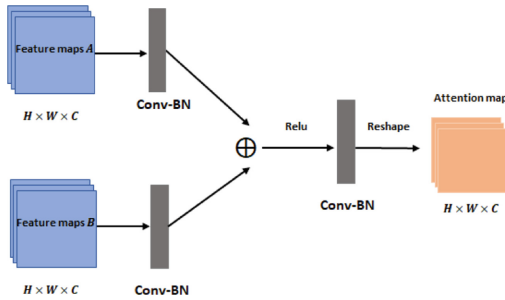 Feature maps A
H × W × C
Conv-BN
Relu
Conv-BN
Reshape
Attention map
H × W × C
Feature maps B
H × W × C
Conv-BN